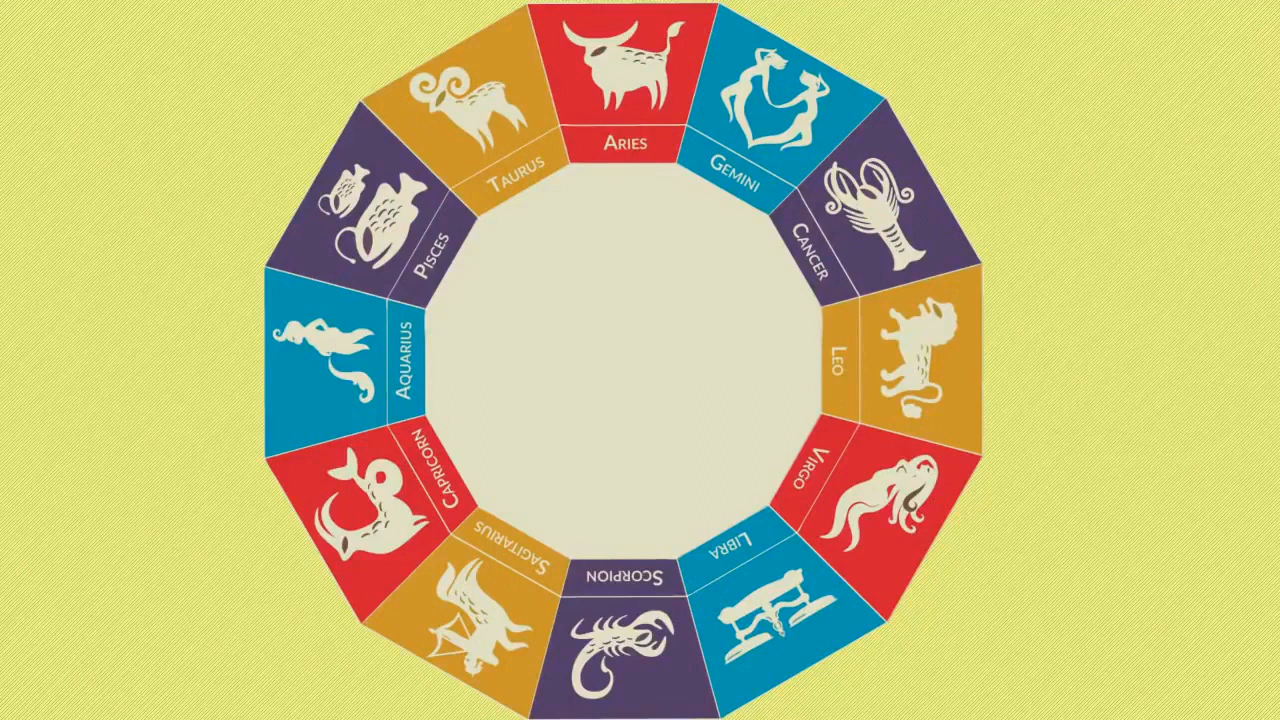 Aries
Gemini
Cancer
Leo
Virgo
Libra
Scorpion
Sagitarius
Capricorn
Aquarius
Pisces
Taurus